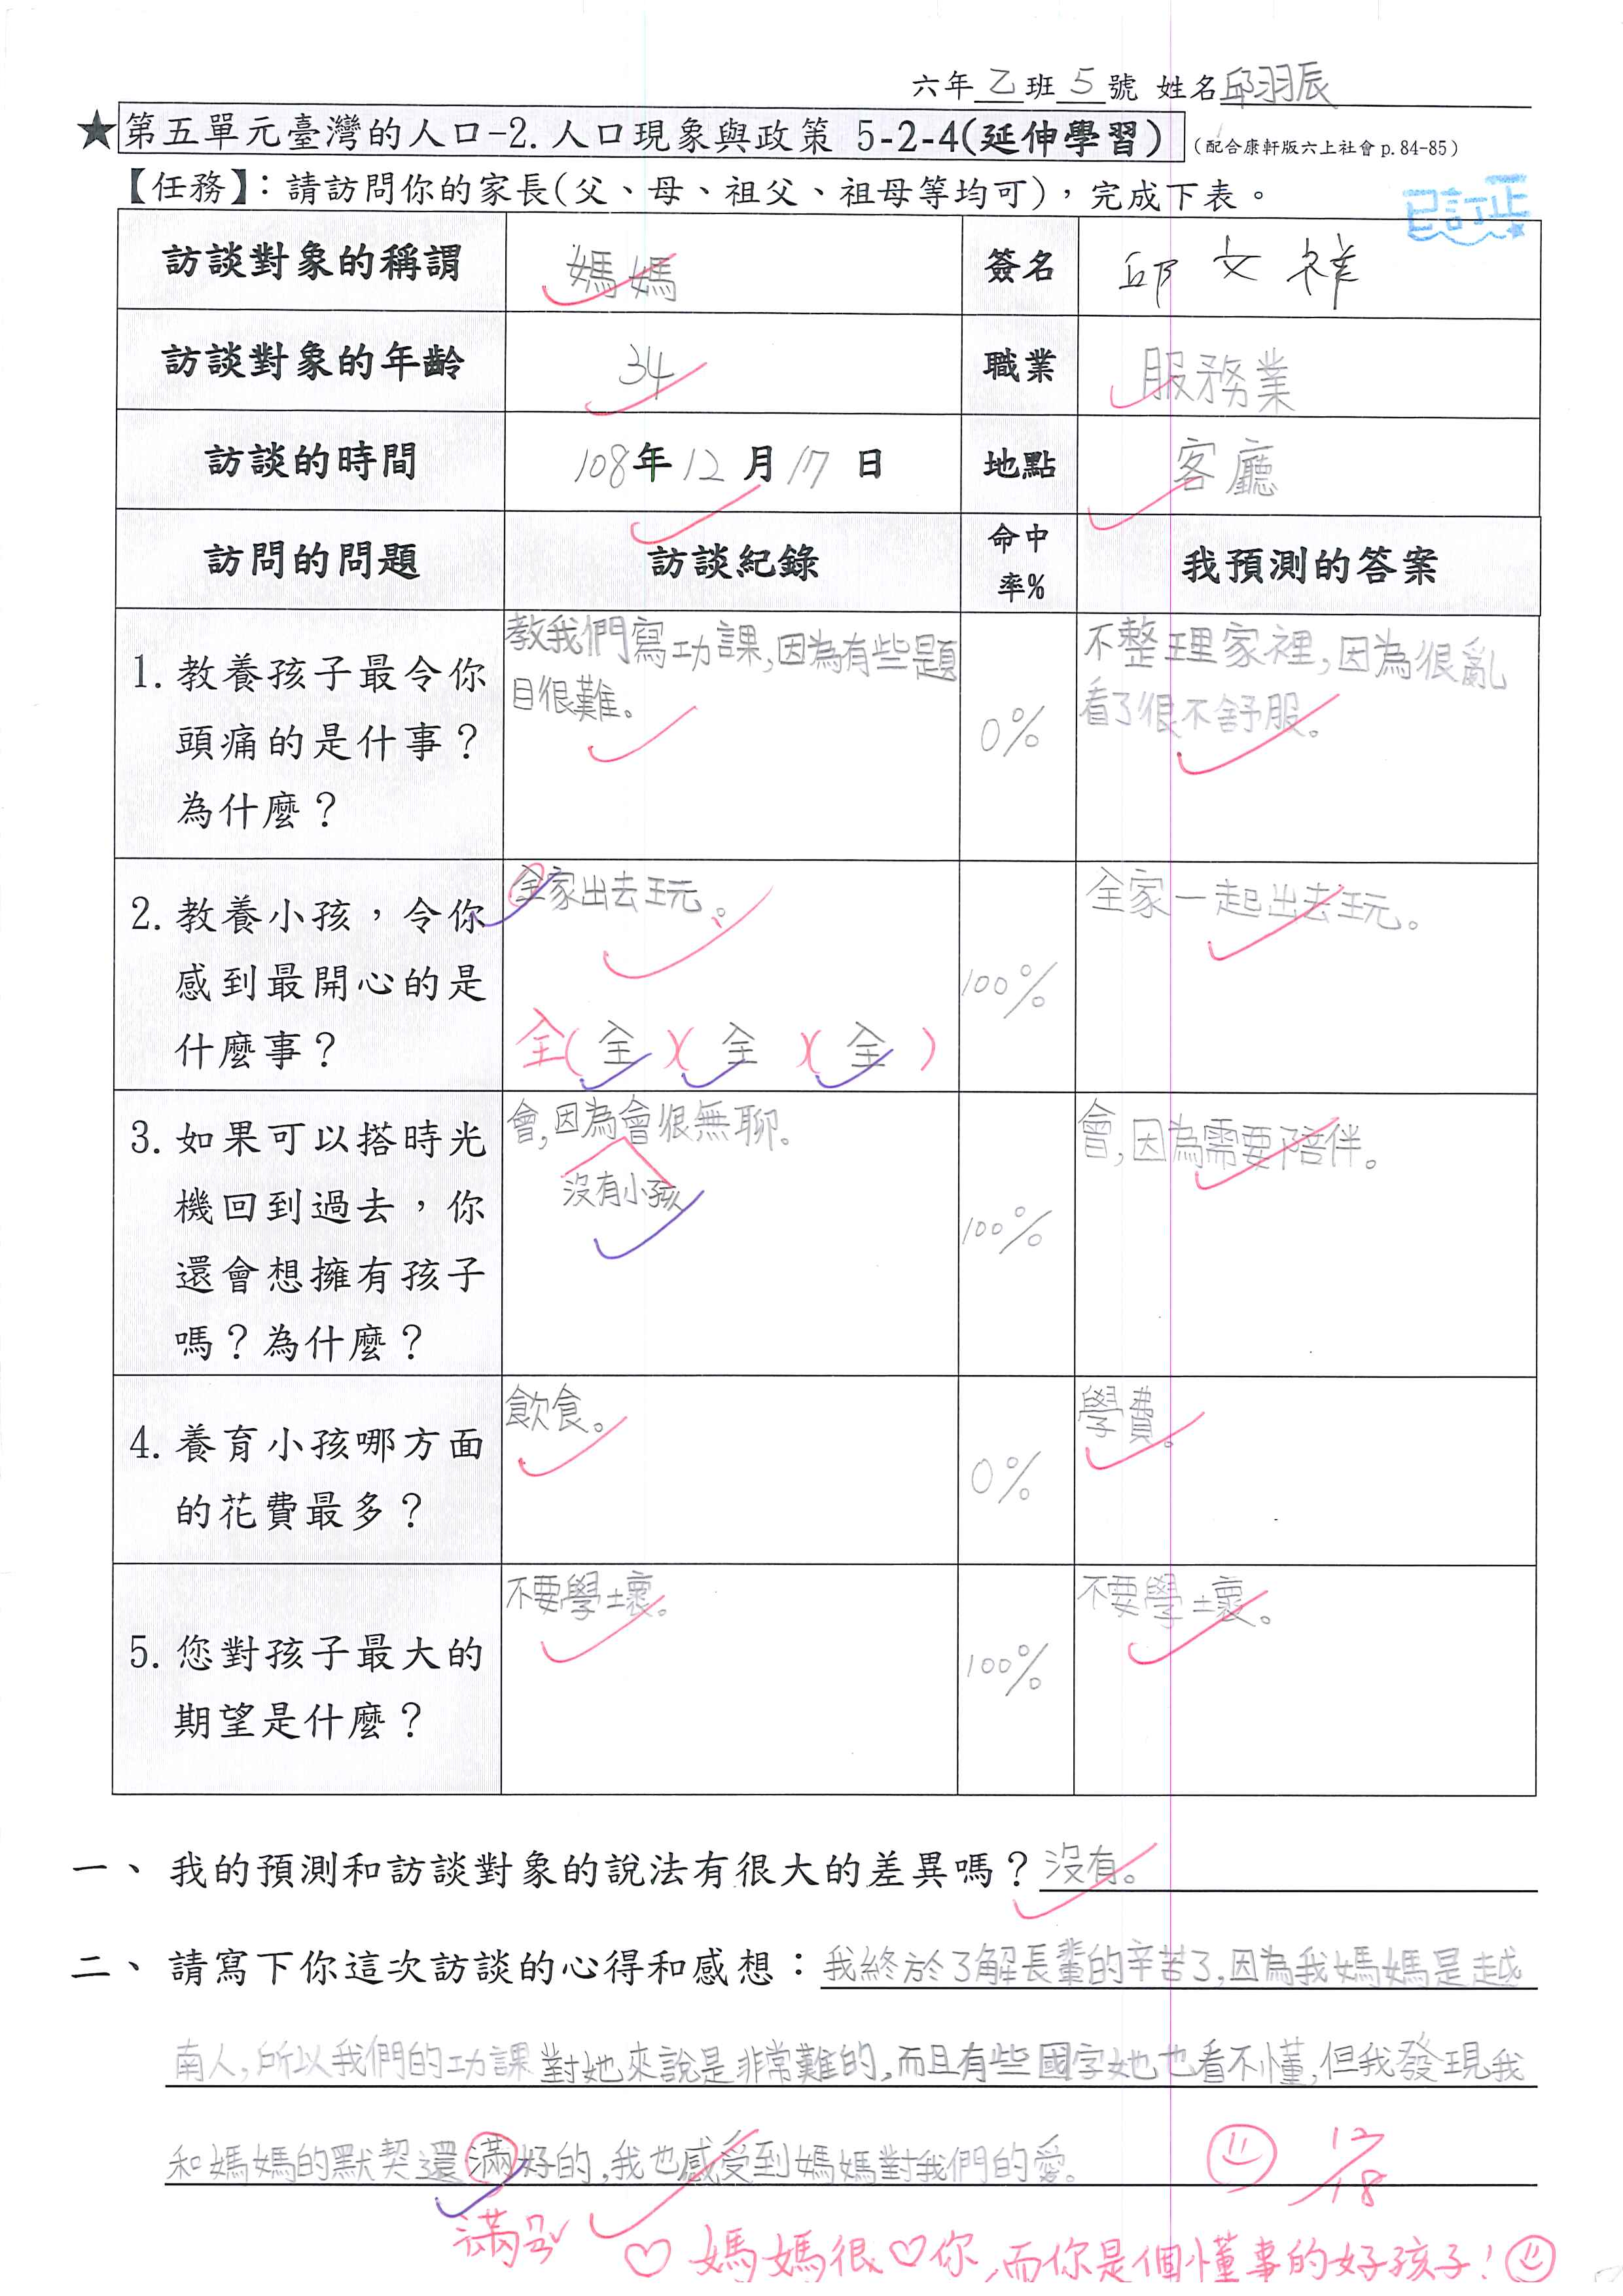 六年乙班5號 姓名邱羽辰
★第五單元臺灣的人口-2.人口現象與政策 5-2-4(延伸學習) (配合康軒版六上社會p.84-85)
【任務】：請訪問你的家長(父、母、祖父、祖母等均可)，完成下表。
已訂正
訪談對象的稱謂 媽媽 簽名 邱文祥
訪談對象的年齡 34 職業 服務業
訪談的時間 108年12月17日 地點 客廳
訪問的問題 訪談紀錄 命中率% 我預測的答案
1.教養孩子最令你
頭痛的是什事？
為什麼？
教我們寫功課,因為有些題
目很難。
0%
不整理家裡,因為很亂
看了很不舒服。
2.教養小孩，令你
感到最開心的是
什麼事？
全家出去玩。
全(全)(全)(全)
100%
全家一起出去玩。
3.如果可以搭時光
機回到過去，你
還會想擁有孩子
嗎？為什麼？
會,因為會很無聊。
沒有小孩
100%
會,因為需要陪伴。
4.養育小孩哪方面
的花費最多？
飲食。
0%
學費。
5.您對孩子最大的
期望是什麼？
不要學壞。
100%
不要學壞。
一、我的預測和訪談對象的說法有很大的差異嗎？沒有。
二、請寫下你這次訪談的心得和感想：我終於了解長輩的辛苦了,因為我媽媽是越
南人,所以我們的功課對她來說是非常難的,而且有些國字她也看不懂,但我發現我
和媽媽的默契還滿好的,我也感受到媽媽對我們的愛。
12/18
♡媽媽很♡你,而你是個懂事的好孩子!